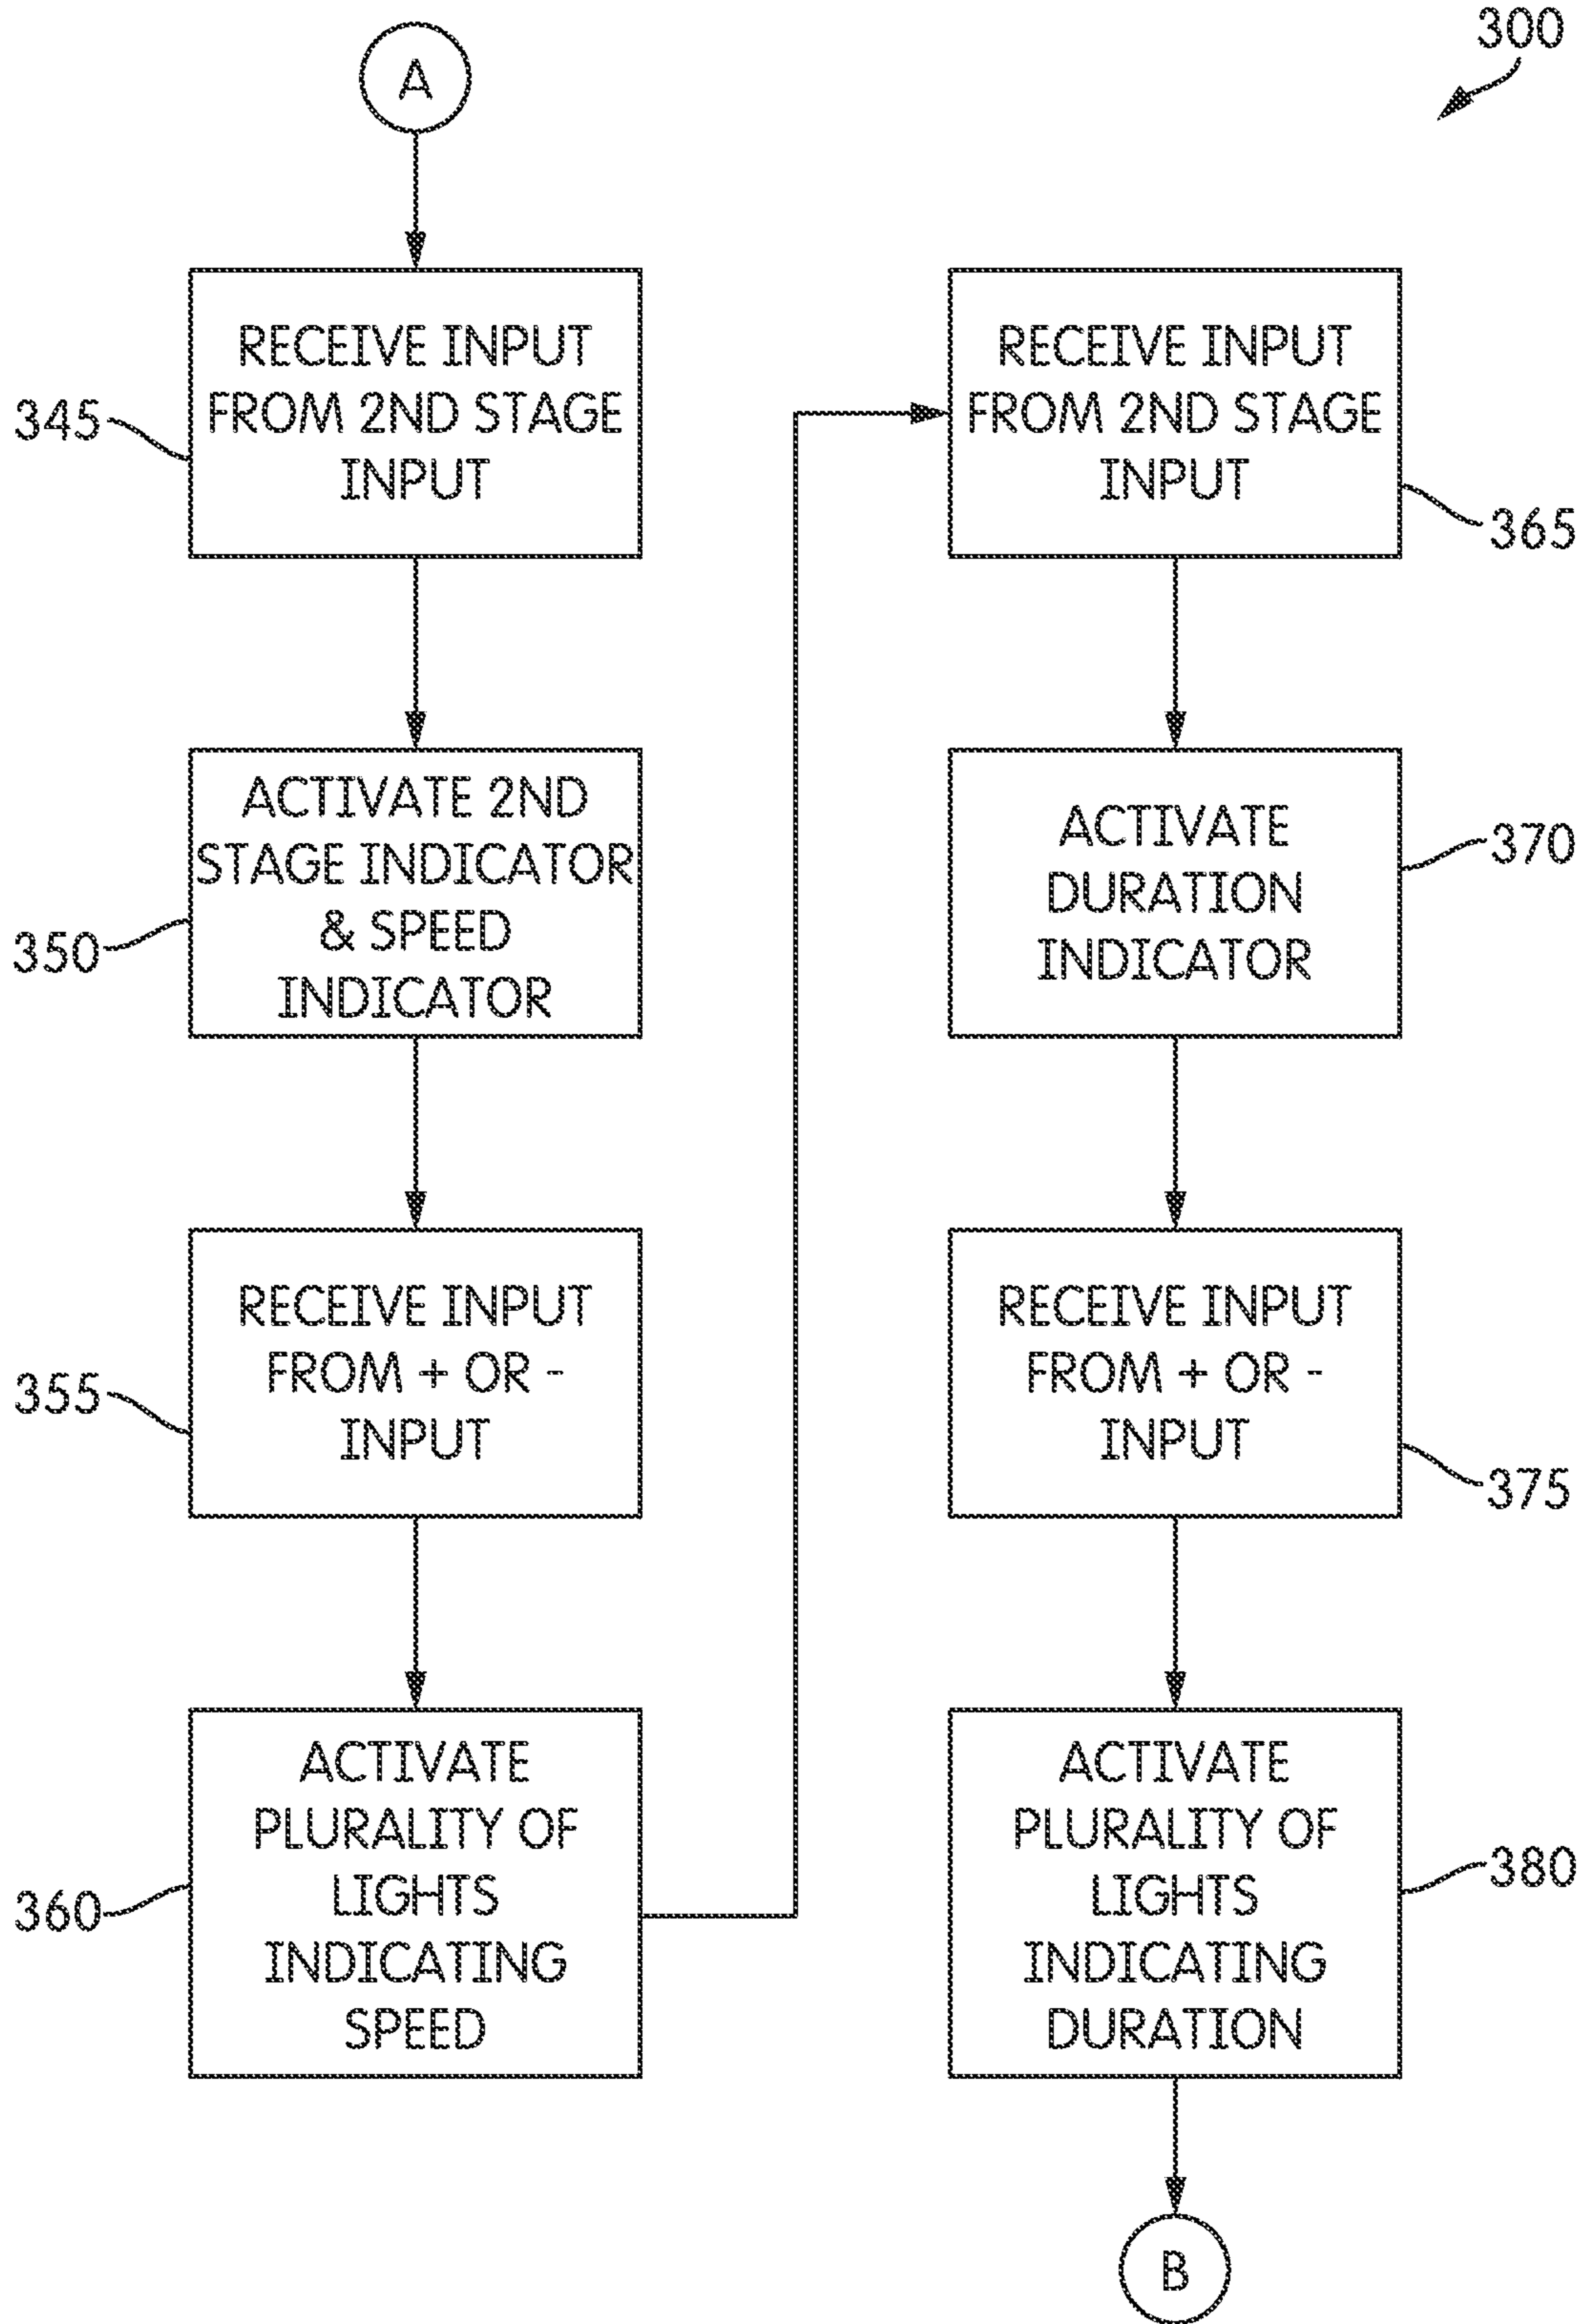 300
A
345
RECEIVE INPUT
FROM 2ND STAGE
INPUT
350
ACTIVATE 2ND
STAGE INDICATOR
& SPEED
INDICATOR
355
RECEIVE INPUT
FROM + OR -
INPUT
360
ACTIVATE
PLURALITY OF
LIGHTS
INDICATING
SPEED
RECEIVE INPUT
FROM 2ND STAGE
INPUT
365
ACTIVATE
DURATION
INDICATOR
370
RECEIVE INPUT
FROM + OR -
INPUT
375
ACTIVATE
PLURALITY OF
LIGHTS
INDICATING
DURATION
380
B